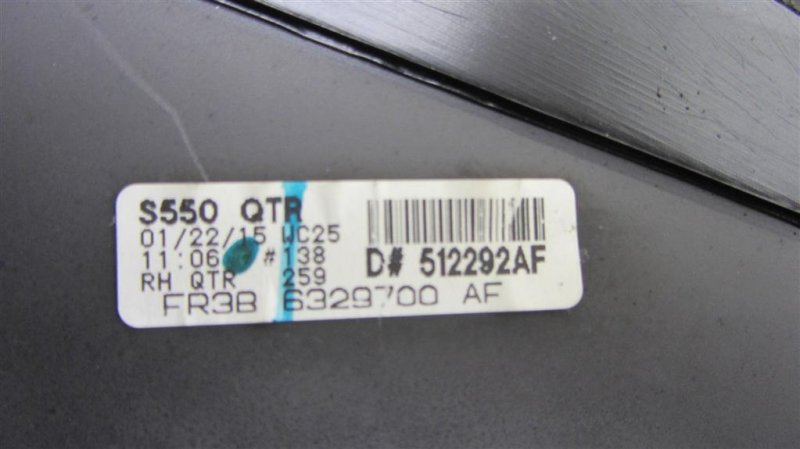 S550 QTR
01/22/15 WC25
11:06 #138
RH QTR 259
D# 512292AF
FR3B 6329700 AF